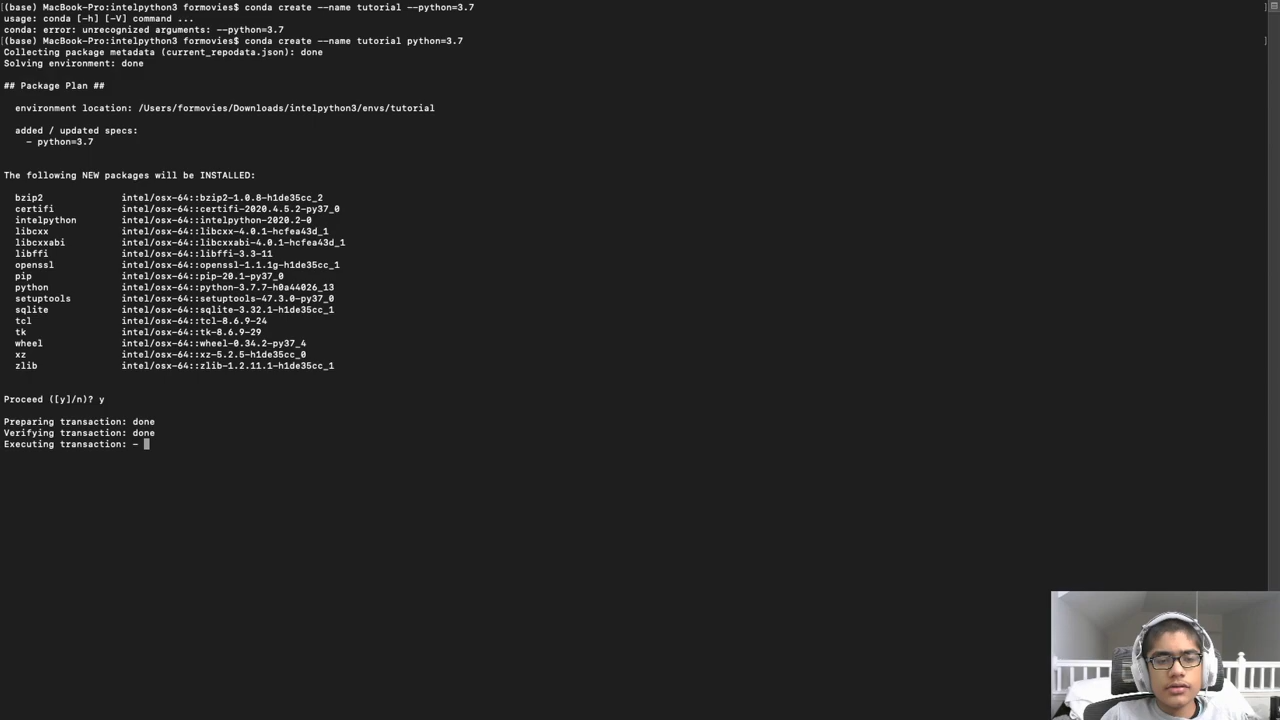 (base) MacBook-Pro:intelpython3 formovies$ conda create --name tutorial --python=3.7
usage: conda [-h] [-V] command ...
conda: error: unrecognized arguments: --python=3.7
(base) MacBook-Pro:intelpython3 formovies$ conda create --name tutorial python=3.7
Collecting package metadata (current_repodata.json): done
Solving environment: done
## Package Plan ##
environment location: /Users/formovies/Downloads/intelpython3/envs/tutorial
added / updated specs:
- python=3.7
The following NEW packages will be INSTALLED:
bzip2 intel/osx-64::bzip2-1.0.8-h1de35cc_2
certifi intel/osx-64::certifi-2020.4.5.2-py37_0
intelpython intel/osx-64::intelpython-2020.2-0
libcxx intel/osx-64::libcxx-4.0.1-hcfea43d_1
libcxxabi intel/osx-64::libcxxabi-4.0.1-hcfea43d_1
libffi intel/osx-64::libffi-3.3-11
openssl intel/osx-64::openssl-1.1.1g-h1de35cc_1
pip intel/osx-64::pip-20.1-py37_0
python intel/osx-64::python-3.7.7-h0a44026_13
setuptools intel/osx-64::setuptools-47.3.0-py37_0
sqlite intel/osx-64::sqlite-3.32.1-h1de35cc_1
tcl intel/osx-64::tcl-8.6.9-24
tk intel/osx-64::tk-8.6.9-29
wheel intel/osx-64::wheel-0.34.2-py37_4
xz intel/osx-64::xz-5.2.5-h1de35cc_0
zlib intel/osx-64::zlib-1.2.11.1-h1de35cc_1
Proceed ([y]/n)? y
Preparing transaction: done
Verifying transaction: done
Executing transaction: -